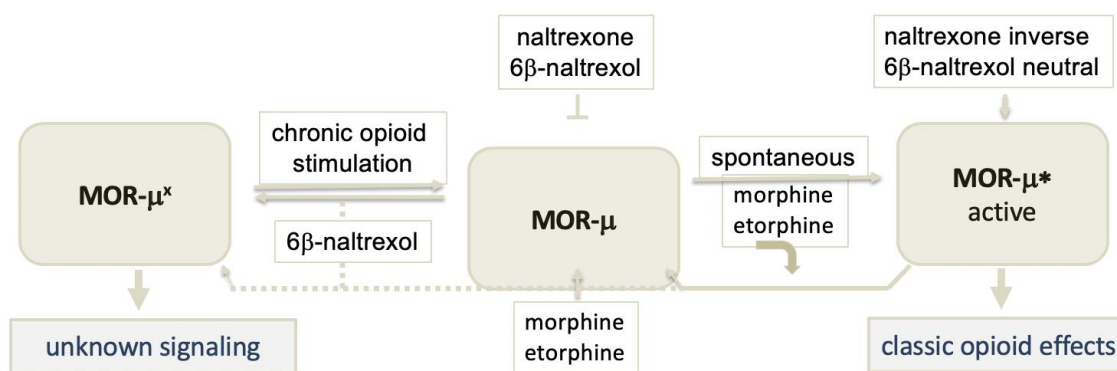 naltrexone
6β-naltrexol
naltrexone inverse
6β-naltrexol neutral
chronic opioid
stimulation
spontaneous
MOR-μˣ
MOR-μ
MOR-μ*
active
morphine
etorphine
6β-naltrexol
morphine
etorphine
unknown signaling
classic opioid effects